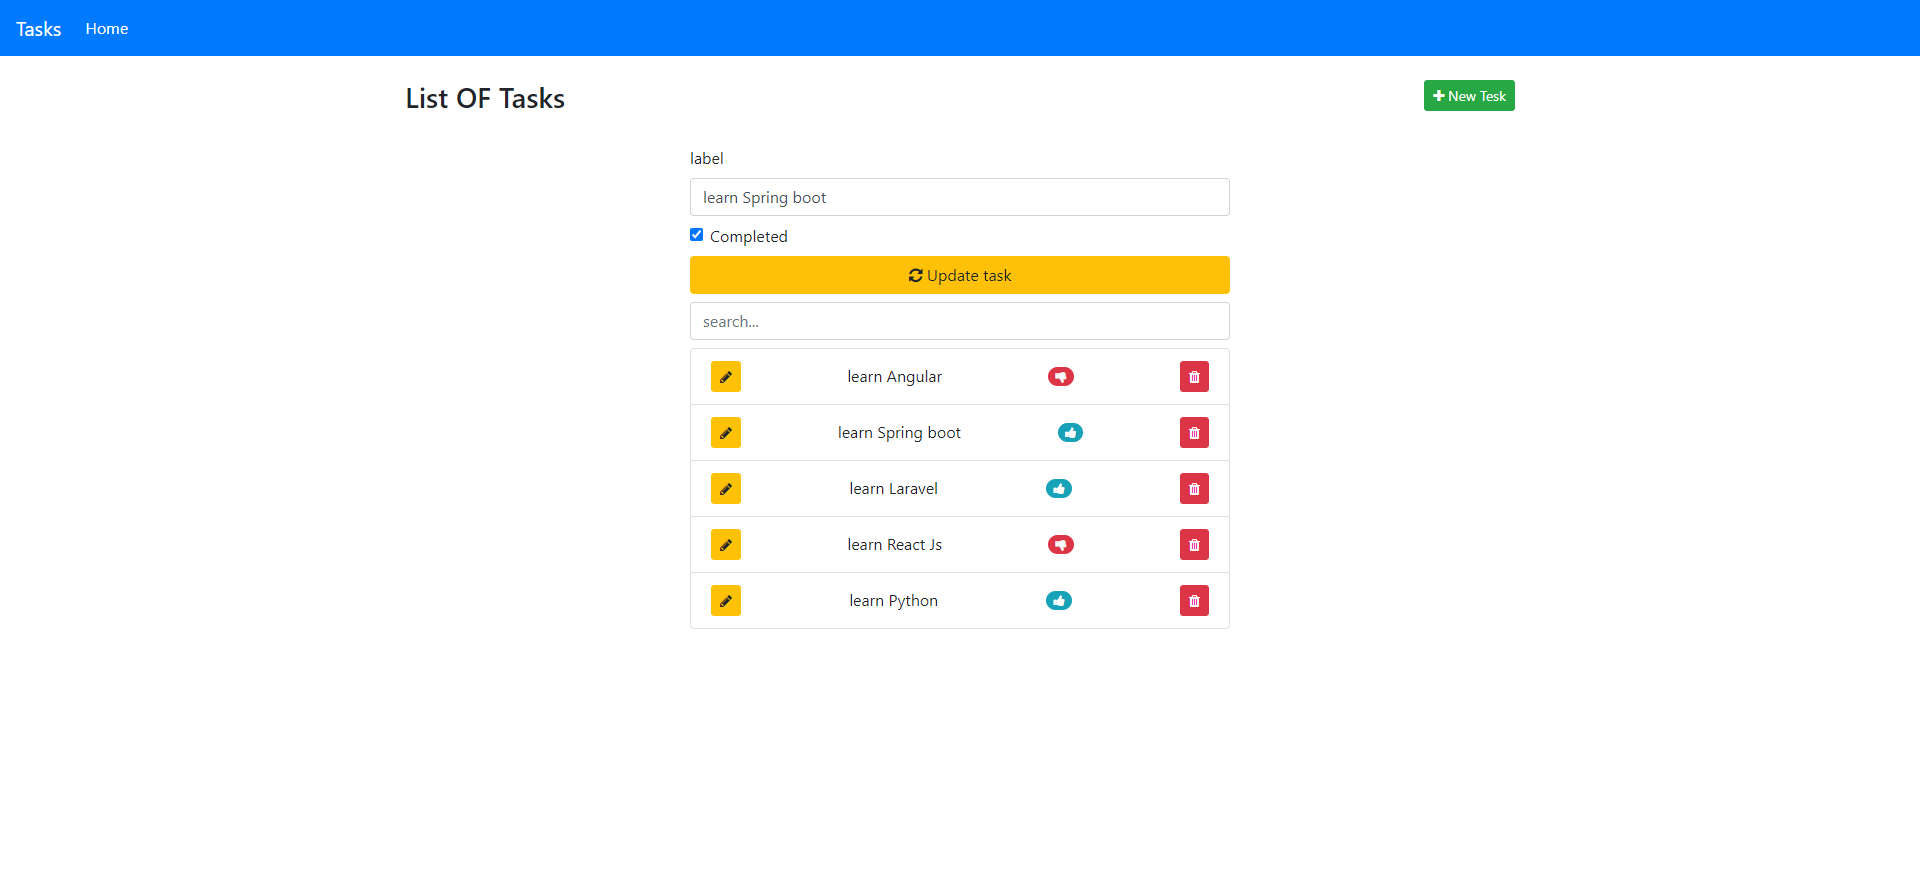 Tasks Home
List OF Tasks
New Tesk
label
learn Spring boot
Completed
Update task
search...
learn Angular
learn Spring boot
learn Laravel
learn React Js
learn Python